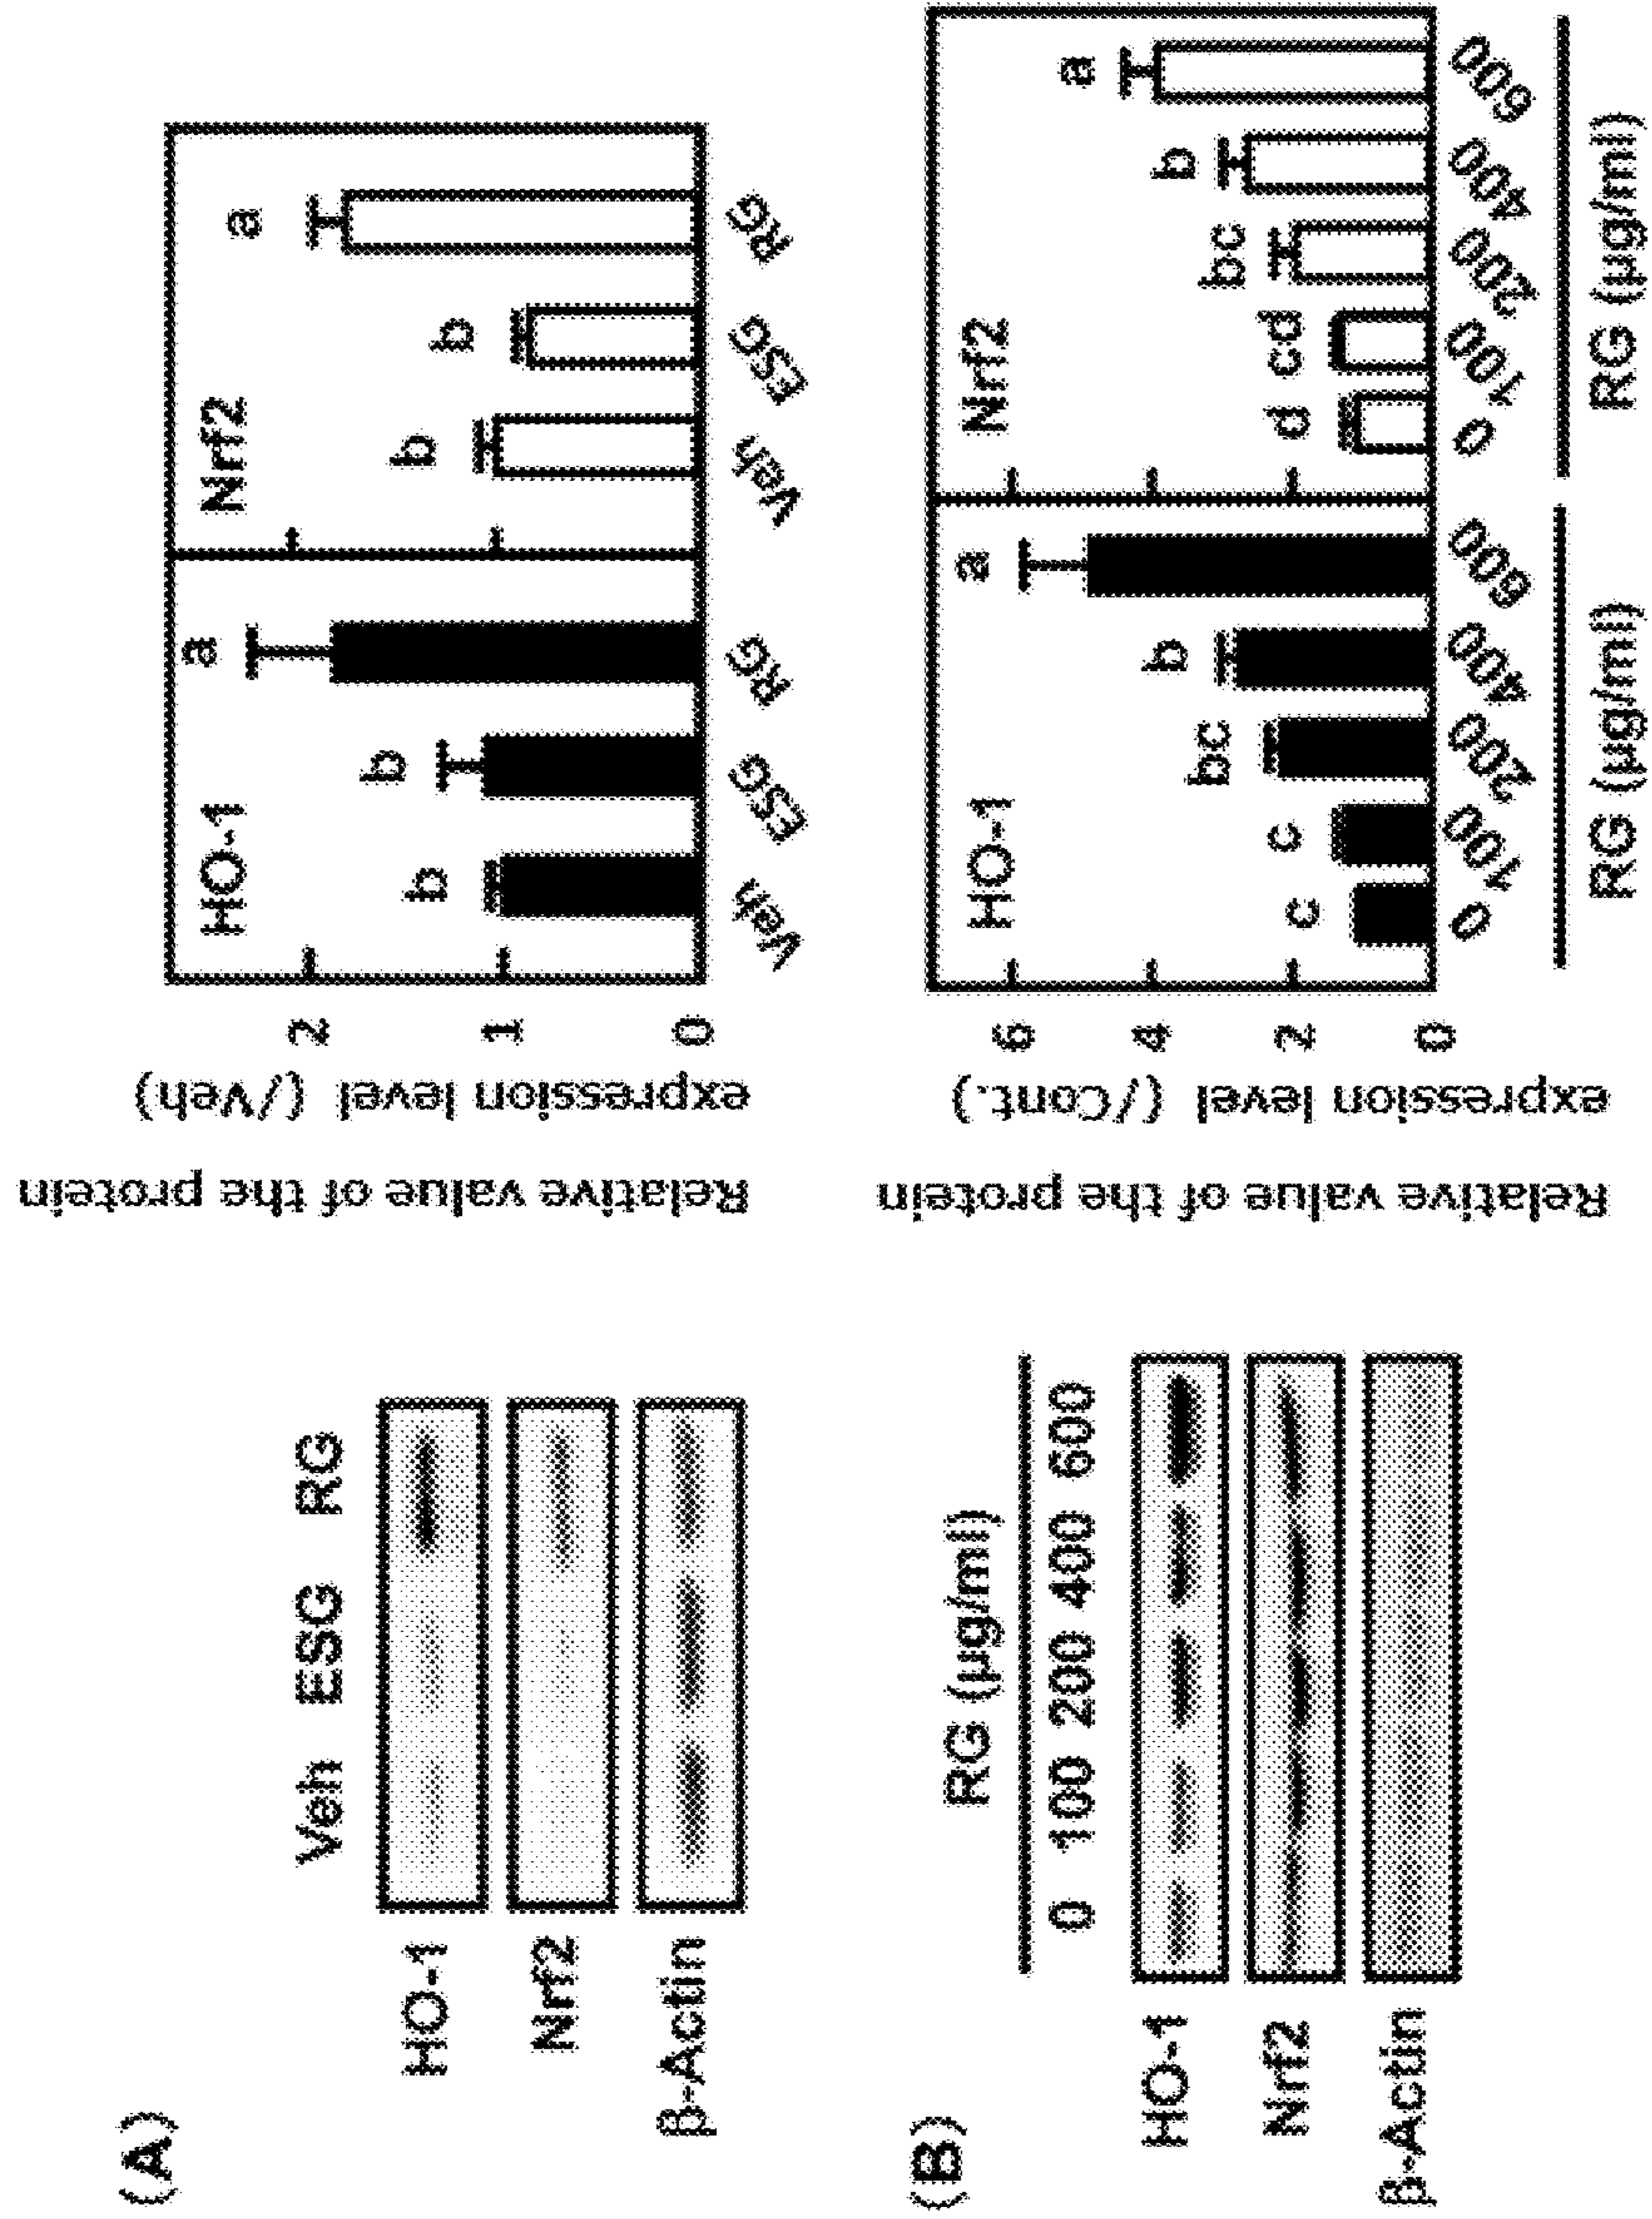 (A)
Veh ESG RG
HO-1
Nrf2
β-Actin
Relative value of the protein
expression level (/Veh)
2
1
0
HO-1
b
b
a
Veh
ESG
RG
Nrf2
b
b
a
Veh
ESG
RG
(B)
RG (µg/ml)
0 100 200 400 600
HO-1
Nrf2
β-Actin
Relative value of the protein
expression level (/Cont.)
6
4
2
0
HO-1
c
c
bc
b
a
0
100
200
400
600
RG (µg/ml)
Nrf2
d
cd
bc
b
a
0
100
200
400
600
RG (µg/ml)